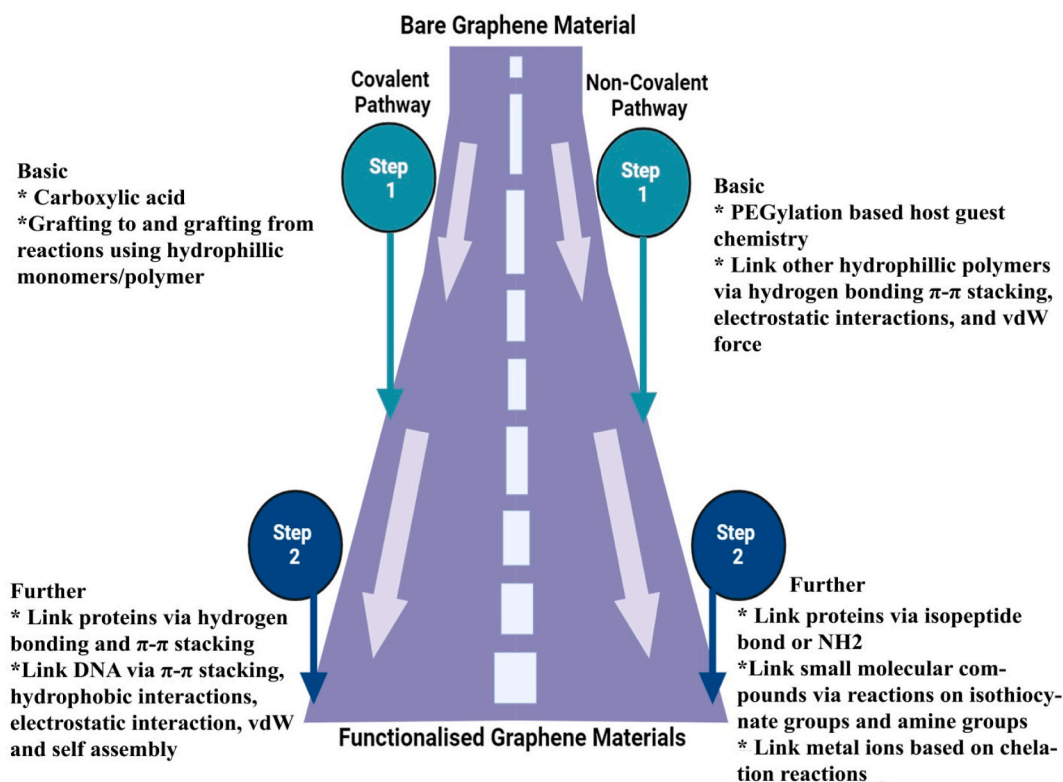 Bare Graphene Material
Covalent
Pathway
Non-Covalent
Pathway
Step
1
Step
1
Basic
* Carboxylic acid
*Grafting to and grafting from
reactions using hydrophillic
monomers/polymer
Basic
* PEGylation based host guest
chemistry
* Link other hydrophillic polymers
via hydrogen bonding π-π stacking,
electrostatic interactions, and vdW
force
Step
2
Step
2
Further
* Link proteins via hydrogen
bonding and π-π stacking
*Link DNA via π-π stacking,
hydrophobic interactions,
electrostatic interaction, vdW
and self assembly
Further
* Link proteins via isopeptide
bond or NH2
*Link small molecular com-
pounds via reactions on isothiocy-
nate groups and amine groups
* Link metal ions based on chela-
tion reactions
Functionalised Graphene Materials